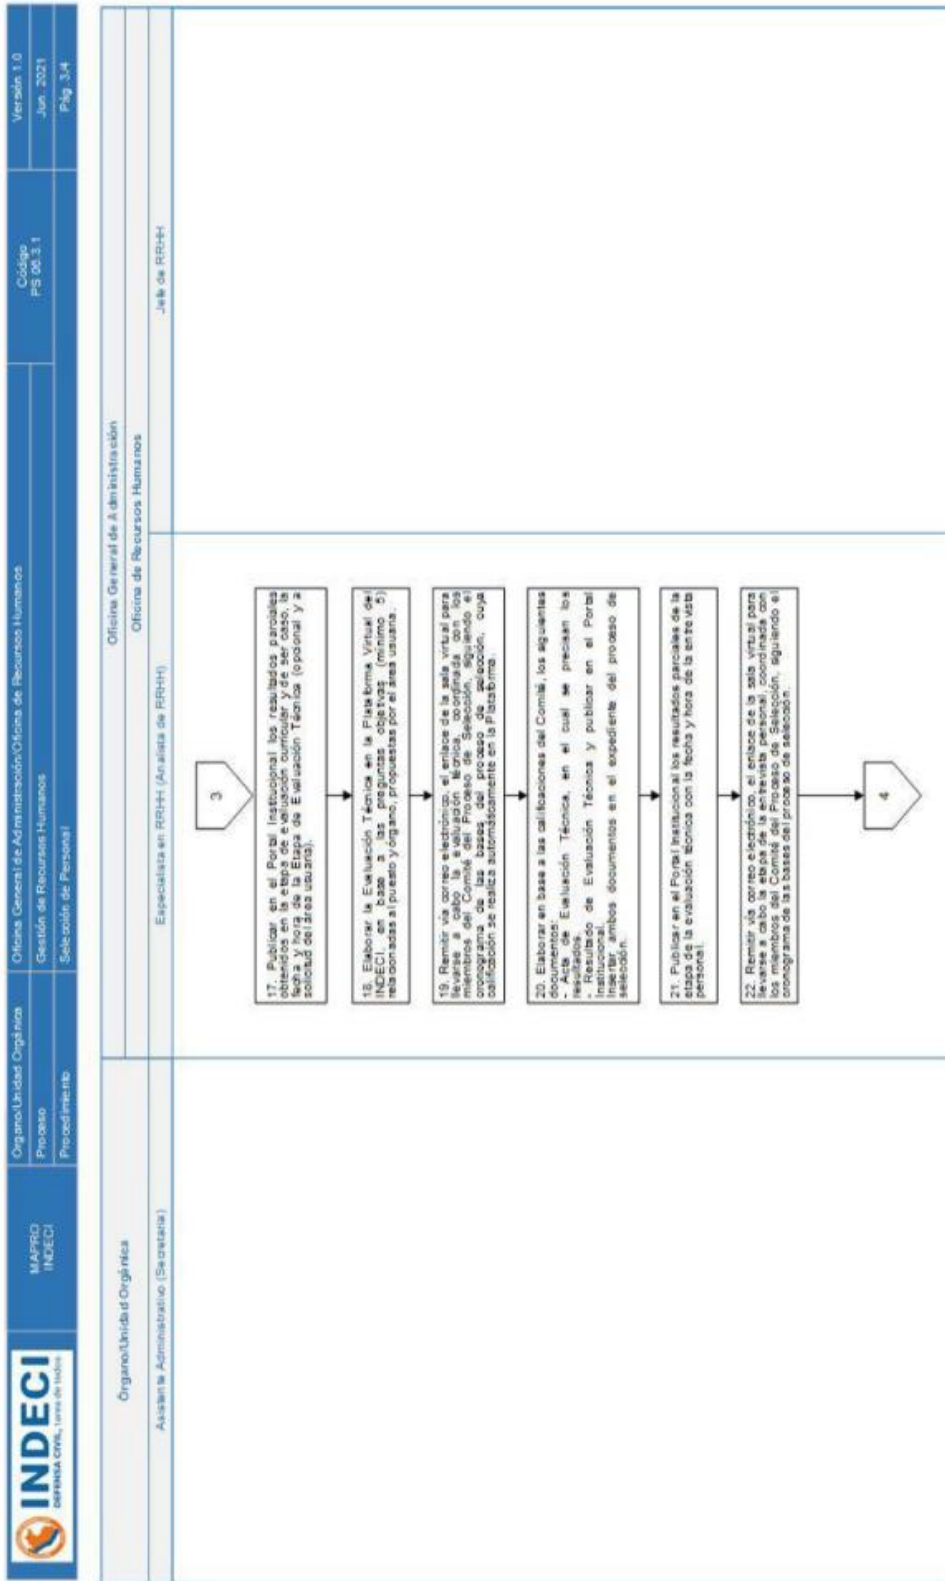 INDECI
DEFENSA CIVIL, tarea de todos
MAPRO
INDECI
Órgano/Unidad Orgánica
Oficina General de Administración/Oficina de Recursos Humanos
Proceso
Gestión de Recursos Humanos
Procedimiento
Selección de Personal
Código
PS 06.3.1
Versión 1.0
Jun. 2021
Pág. 3/4
Órgano/Unidad Orgánica
Oficina General de Administración
Oficina de Recursos Humanos
Asistente Administrativo (Secretaria)
Especialista en RRHH (Analista de RRHH)
Jefe de RRHH
3
17. Publicar en el Portal Institucional los resultados parciales
obtenidos en la etapa de evaluación curricular y de ser caso, la
fecha y hora de la Etapa de Evaluación Técnica (opcional y a
solicitud del área usuaria).
18. Elaborar la Evaluación Técnica en la Plataforma Virtual del
INDECI, en base a las preguntas objetivas (mínimo 5)
relacionadas al puesto y órgano, propuestas por el área usuaria.
19. Remitir vía correo electrónico, el enlace de la sala virtual para
llevarse a cabo la evaluación técnica, coordinada con los
miembros del Comité del Proceso de Selección, siguiendo el
cronograma de las bases del proceso de selección, cuya
calificación se realiza automáticamente en la Plataforma.
20. Elaborar en base a las calificaciones del Comité, los siguientes
documentos:
- Acta de Evaluación Técnica, en el cual se precisan los
resultados.
- Resultado de Evaluación Técnica y publicar en el Portal
Institucional.
Insertar ambos documentos en el expediente del proceso de
selección.
21. Publicar en el Portal Institucional los resultados parciales de la
etapa de la evaluación técnica con la fecha y hora de la entrevista
personal.
22. Remitir vía correo electrónico, el enlace de la sala virtual para
llevarse a cabo la etapa de la entrevista personal, coordinada con
los miembros del Comité del Proceso de Selección, siguiendo el
cronograma de las bases del proceso de selección.
4